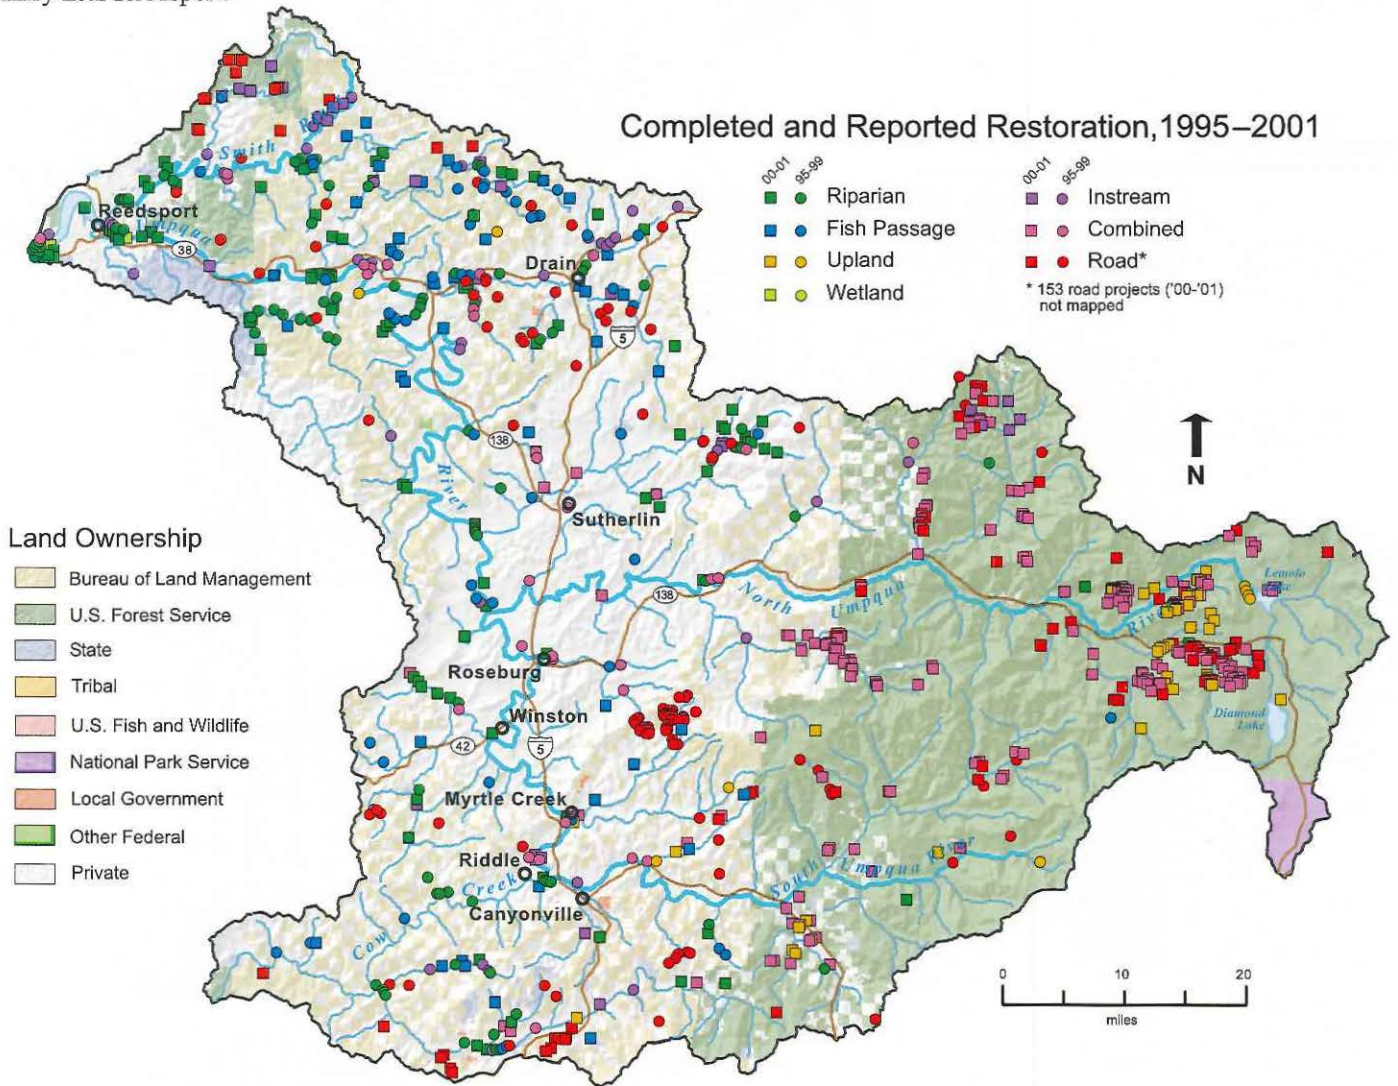 Completed and Reported Restoration,1995–2001
00-01 95-99
Riparian
Fish Passage
Upland
Wetland
00-01 95-99
Instream
Combined
Road*
* 153 road projects ('00-'01)
not mapped
N
Smith
River
Reedsport
Umpqua
38
Drain
5
138
River
Sutherlin
138
North Umpqua River
Lemolo
Lake
Roseburg
Winston
42
5
Diamond
Lake
Myrtle Creek
Riddle
Cow Creek
Canyonville
South Umpqua River
Land Ownership
Bureau of Land Management
U.S. Forest Service
State
Tribal
U.S. Fish and Wildlife
National Park Service
Local Government
Other Federal
Private
0 10 20
miles